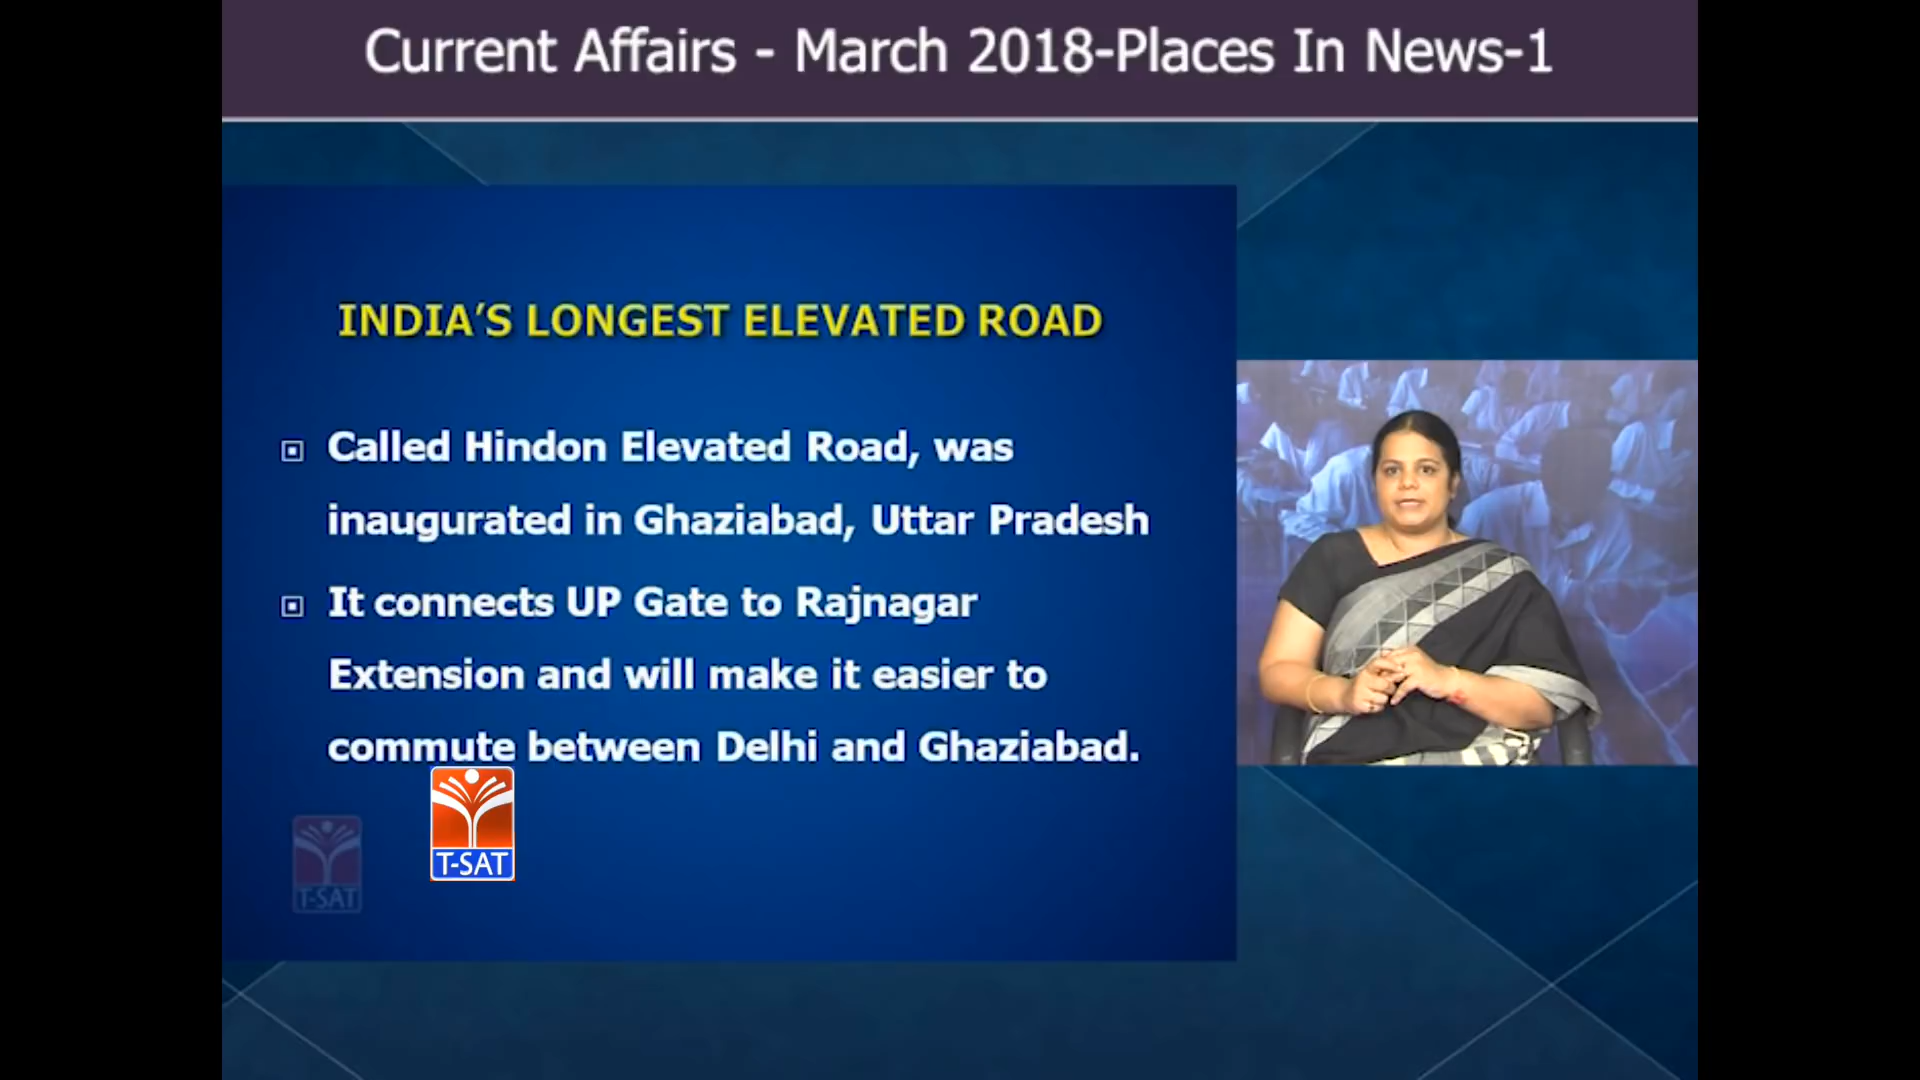 Current Affairs - March 2018-Places In News-1
INDIA'S LONGEST ELEVATED ROAD
Called Hindon Elevated Road, was
inaugurated in Ghaziabad, Uttar Pradesh
It connects UP Gate to Rajnagar
Extension and will make it easier to
commute between Delhi and Ghaziabad.
T-SAT
T-SAT